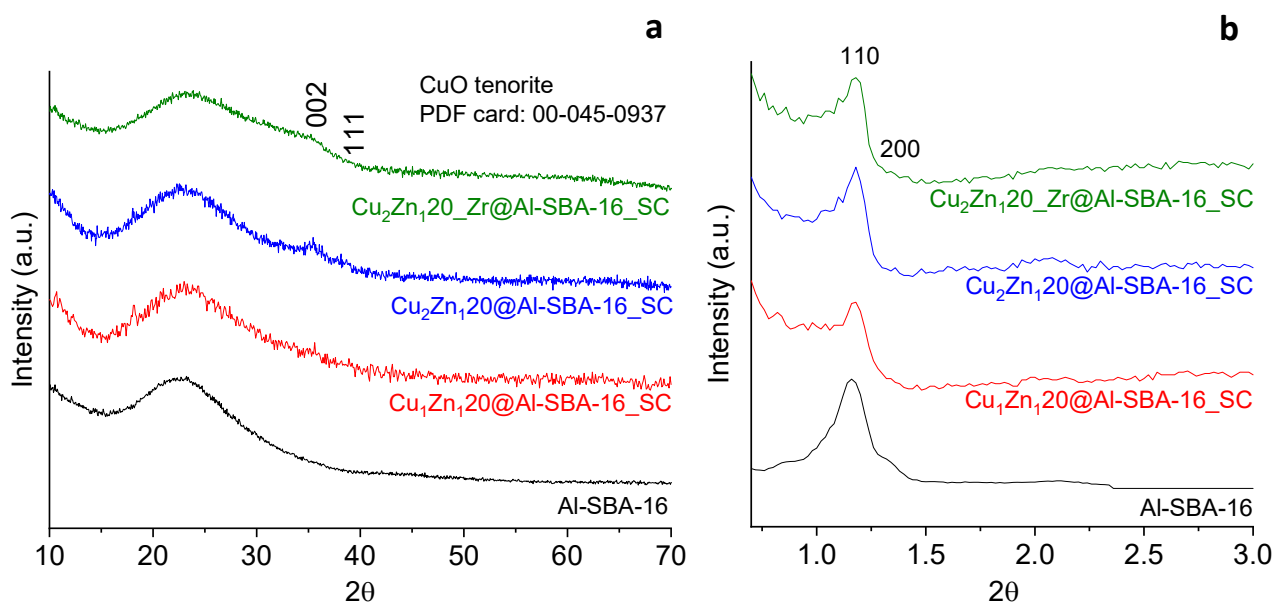 a
CuO tenorite
PDF card: 00-045-0937
002
111
Cu₂Zn₁20_Zr@Al-SBA-16_SC
Cu₂Zn₁20@Al-SBA-16_SC
Cu₁Zn₁20@Al-SBA-16_SC
Al-SBA-16
Intensity (a.u.)
10 20 30 40 50 60 70
2θ
b
110
200
Cu₂Zn₁20_Zr@Al-SBA-16_SC
Cu₂Zn₁20@Al-SBA-16_SC
Cu₁Zn₁20@Al-SBA-16_SC
Al-SBA-16
Intensity (a.u.)
1.0 1.5 2.0 2.5 3.0
2θ